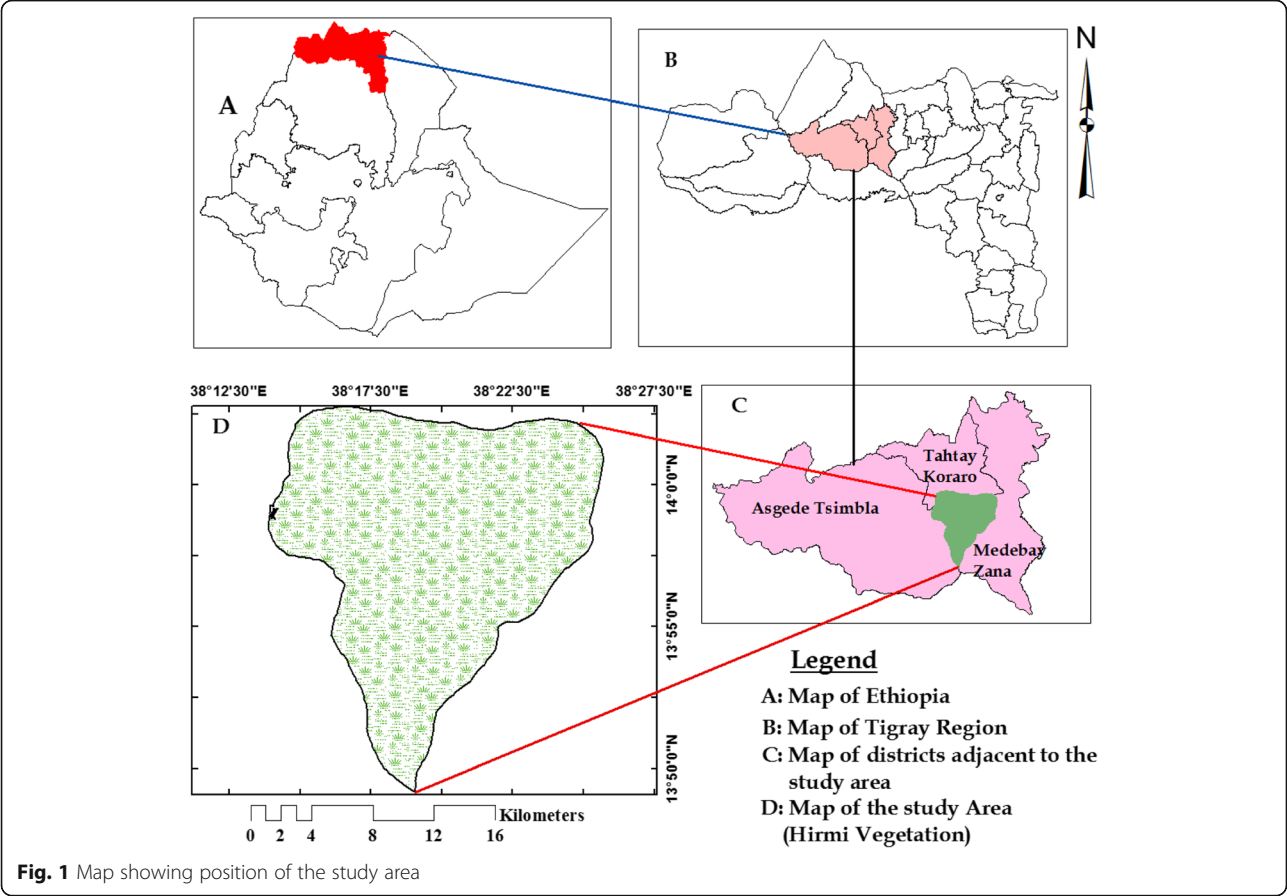 A
B
N
38°12'30"E 38°17'30"E 38°22'30"E 38°27'30"E
D
14°0'0"N
13°55'0"N
13°50'0"N
0 2 4 8 12 16
Kilometers
C
Tahtay
Koraro
Asgede Tsimbla
Medebay
Zana
Legend
A: Map of Ethiopia
B: Map of Tigray Region
C: Map of districts adjacent to the
study area
D: Map of the study Area
(Hirmi Vegetation)
Fig. 1 Map showing position of the study area